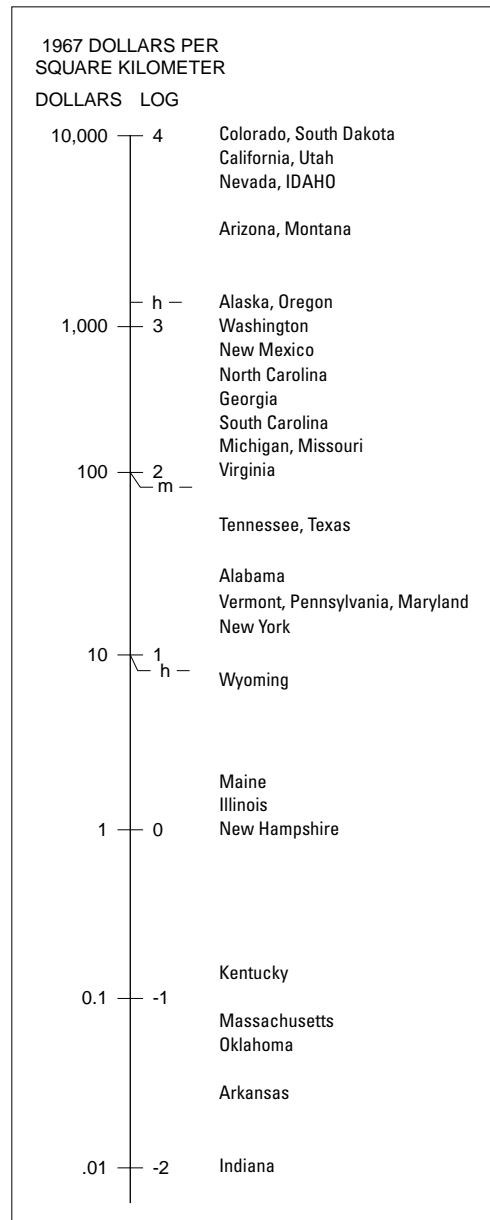 1967 DOLLARS PER
SQUARE KILOMETER
DOLLARS LOG
10,000 4 Colorado, South Dakota
California, Utah
Nevada, IDAHO
Arizona, Montana
h Alaska, Oregon
1,000 3 Washington
New Mexico
North Carolina
Georgia
South Carolina
Michigan, Missouri
100 2 Virginia
m
Tennessee, Texas
Alabama
Vermont, Pennsylvania, Maryland
New York
10 1
h Wyoming
Maine
Illinois
1 0 New Hampshire
Kentucky
0.1 -1
Massachusetts
Oklahoma
Arkansas
.01 -2 Indiana